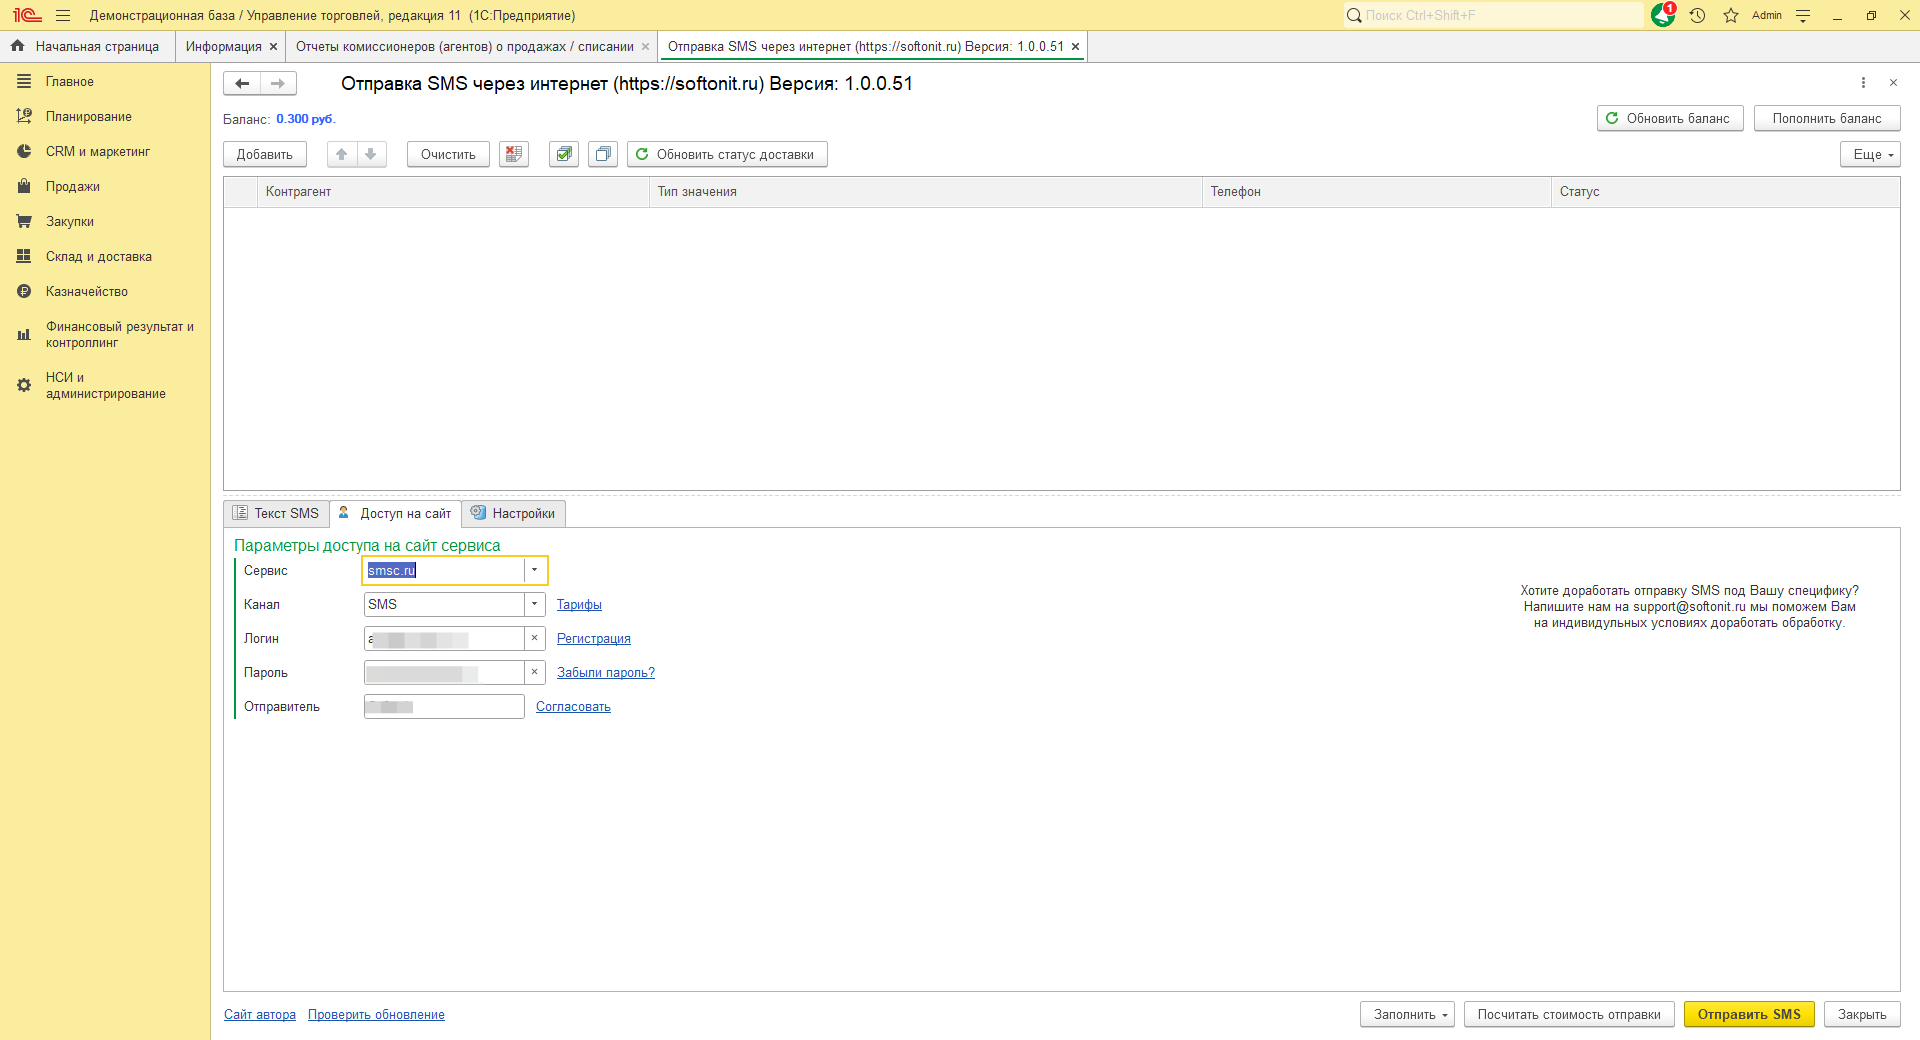 1С Демонстрационная база / Управление торговлей, редакция 11 (1С:Предприятие)
Поиск Ctrl+Shift+F
1
Admin
Начальная страница
Информация ×
Отчеты комиссионеров (агентов) о продажах / списании ×
Отправка SMS через интернет (https://softonit.ru) Версия: 1.0.0.51 ×
Главное
Планирование
CRM и маркетинг
Продажи
Закупки
Склад и доставка
Казначейство
Финансовый результат и
контроллинг
НСИ и
администрирование
Отправка SMS через интернет (https://softonit.ru) Версия: 1.0.0.51
Баланс: 0.300 руб.
Обновить баланс
Пополнить баланс
Добавить
Очистить
Обновить статус доставки
Еще
Контрагент
Тип значения
Телефон
Статус
Текст SMS
Доступ на сайт
Настройки
Параметры доступа на сайт сервиса
Сервис
smsc.ru
Канал
SMS
Тарифы
Логин
a
Регистрация
Пароль
Забыли пароль?
Отправитель
Согласовать
Хотите доработать отправку SMS под Вашу специфику?
Напишите нам на support@softonit.ru мы поможем Вам
на индивидульных условиях доработать обработку.
Сайт автора
Проверить обновление
Заполнить
Посчитать стоимость отправки
Отправить SMS
Закрыть